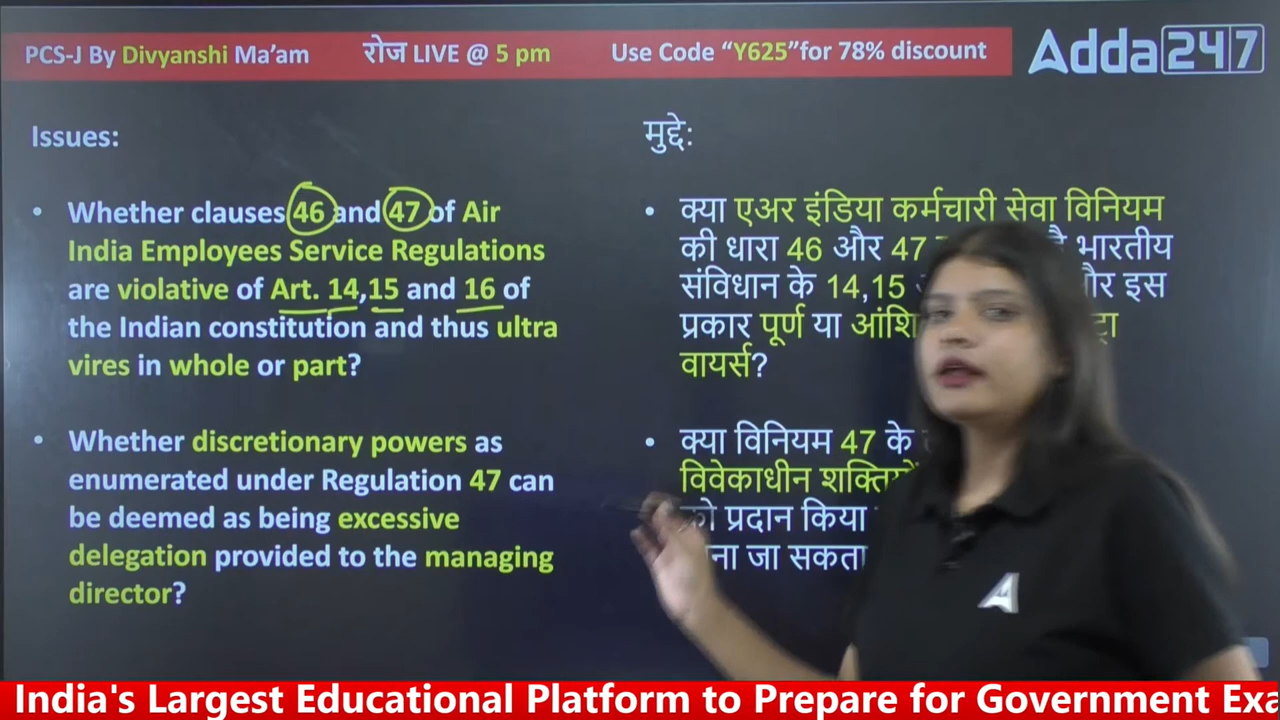 PCS-J By Divyanshi Ma’am रोज LIVE @ 5 pm Use Code “Y625”for 78% discount
Adda247
Issues:
• Whether clauses 46 and 47 of Air
India Employees Service Regulations
are violative of Art. 14,15 and 16 of
the Indian constitution and thus ultra
vires in whole or part?
• Whether discretionary powers as
enumerated under Regulation 47 can
be deemed as being excessive
delegation provided to the managing
director?
मुद्दे:
• क्या एअर इंडिया कर्मचारी सेवा विनियम
की धारा 46 और 47 है भारतीय
संविधान के 14,15 और इस
प्रकार पूर्ण या
वायर्स?
• क्या विनियम 47 के
विवेकाधीन शक्तियों
को प्रदान किया
जा सकता
India's Largest Educational Platform to Prepare for Government Exa